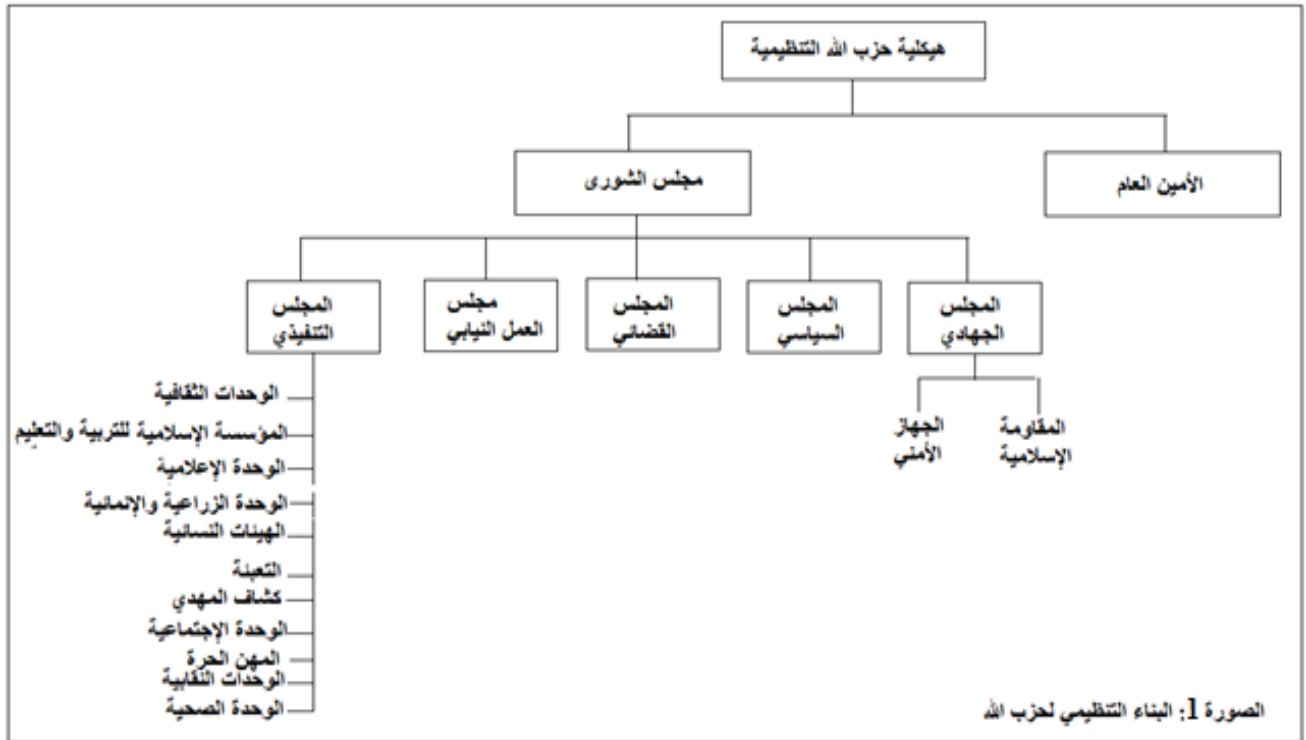 هيكلية حزب الله التنظيمية
الأمين العام
مجلس الشورى
المجلس
الجهادي
المجلس
السياسي
المجلس
القضائي
مجلس
العمل النيابي
المجلس
التنفيذي
المقاومة
الإسلامية
الجهاز
الأمني
الوحدات الثقافية
المؤسسة الإسلامية للتربية والتعليم
الوحدة الإعلامية
الوحدة الزراعية والإنمائية
الهيئات النسائية
التعبئة
كشاف المهدي
الوحدة الإجتماعية
المهن الحرة
الوحدات النقابية
الوحدة الصحية
الصورة 1: البناء التنظيمي لحزب الله